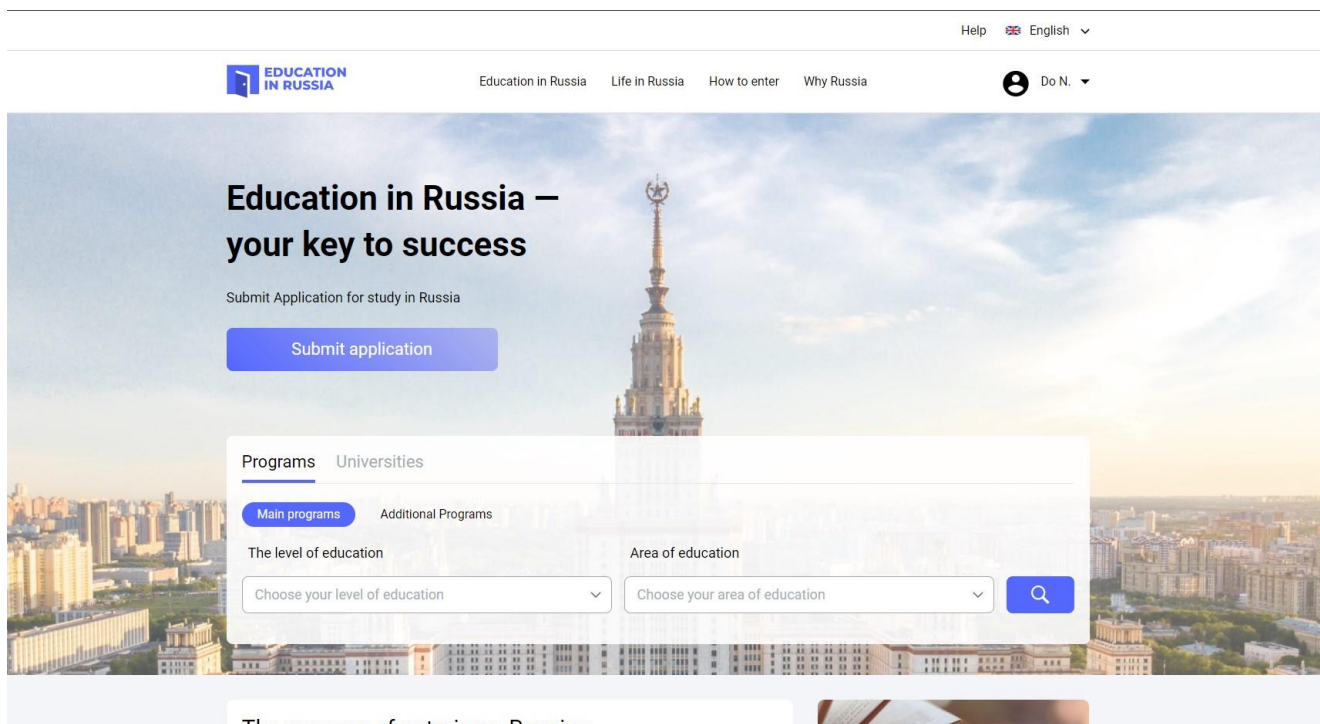 Help English
EDUCATION
IN RUSSIA
Education in Russia Life in Russia How to enter Why Russia
Do N.
Education in Russia —
your key to success
Submit Application for study in Russia
Submit application
Programs Universities
Main programs Additional Programs
The level of education Area of education
Choose your level of education Choose your area of education